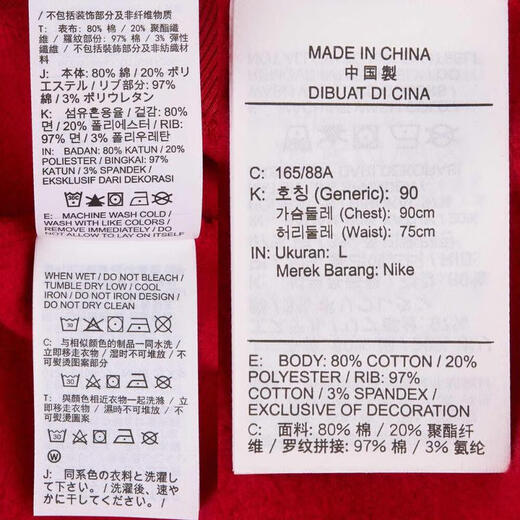 / 不包括装饰部分及非纤维物质
T: 表布: 80% 棉 / 20% 聚酯纖
維 / 羅紋部份: 97% 棉 / 3% 彈性
纖維 / 不包括裝飾部分及非紡織材
料
J: 本体: 80% 綿 / 20% ポリ
エステル / リブ部分: 97%
綿 / 3% ポリウレタン
K: 섬유혼용율 / 겉감: 80%
면 / 20% 폴리에스터 / RIB:
97% 면 / 3% 폴리우레탄
IN: BADAN: 80% KATUN / 20%
POLIESTER / BINGKAI: 97%
KATUN / 3% SPANDEK /
EKSKLUSIF DARI DEKORASI
E: MACHINE WASH COLD /
WASH WITH LIKE COLORS /
REMOVE IMMEDIATELY / DO
NOT ALLOW TO LAY ON ITSELF
WHEN WET / DO NOT BLEACH /
TUMBLE DRY LOW / COOL
IRON / DO NOT IRON DESIGN /
DO NOT DRY CLEAN
C: 与相似颜色的制品一同水洗 /
立即移走衣物 / 湿时不可堆放 / 不
可熨烫图案部分
T: 與顏色相近衣物一起洗滌 / 立
即移走衣物 / 濕時不可堆放 / 不可
熨燙圖案
J: 同系色の衣料と洗濯し
て下さい。 / 洗濯後、速や
かに干してください。 /
MADE IN CHINA
中国製
DIBUAT DI CINA
C: 165/88A
K: 호칭 (Generic): 90
가슴둘레 (Chest): 90cm
허리둘레 (Waist): 75cm
IN: Ukuran: L
Merek Barang: Nike
E: BODY: 80% COTTON / 20%
POLYESTER / RIB: 97%
COTTON / 3% SPANDEX /
EXCLUSIVE OF DECORATION
C: 面料: 80% 棉 / 20% 聚酯纤
维 / 罗纹拼接: 97% 棉 / 3% 氨纶